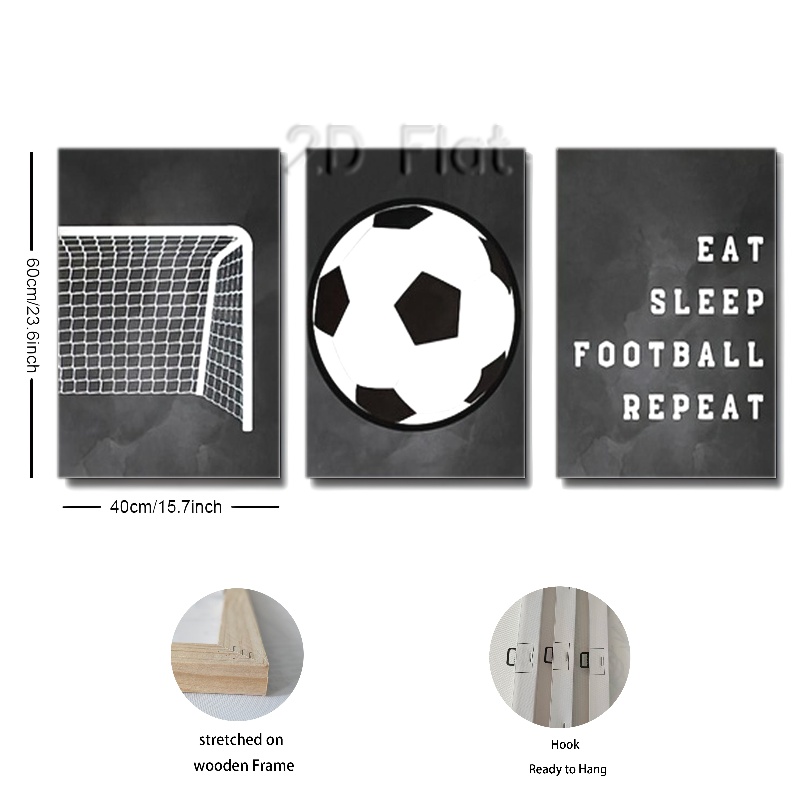 2D Flat
EAT
SLEEP
FOOTBALL
REPEAT
60cm/23.6inch
40cm/15.7inch
stretched on
wooden Frame
Hook
Ready to Hang